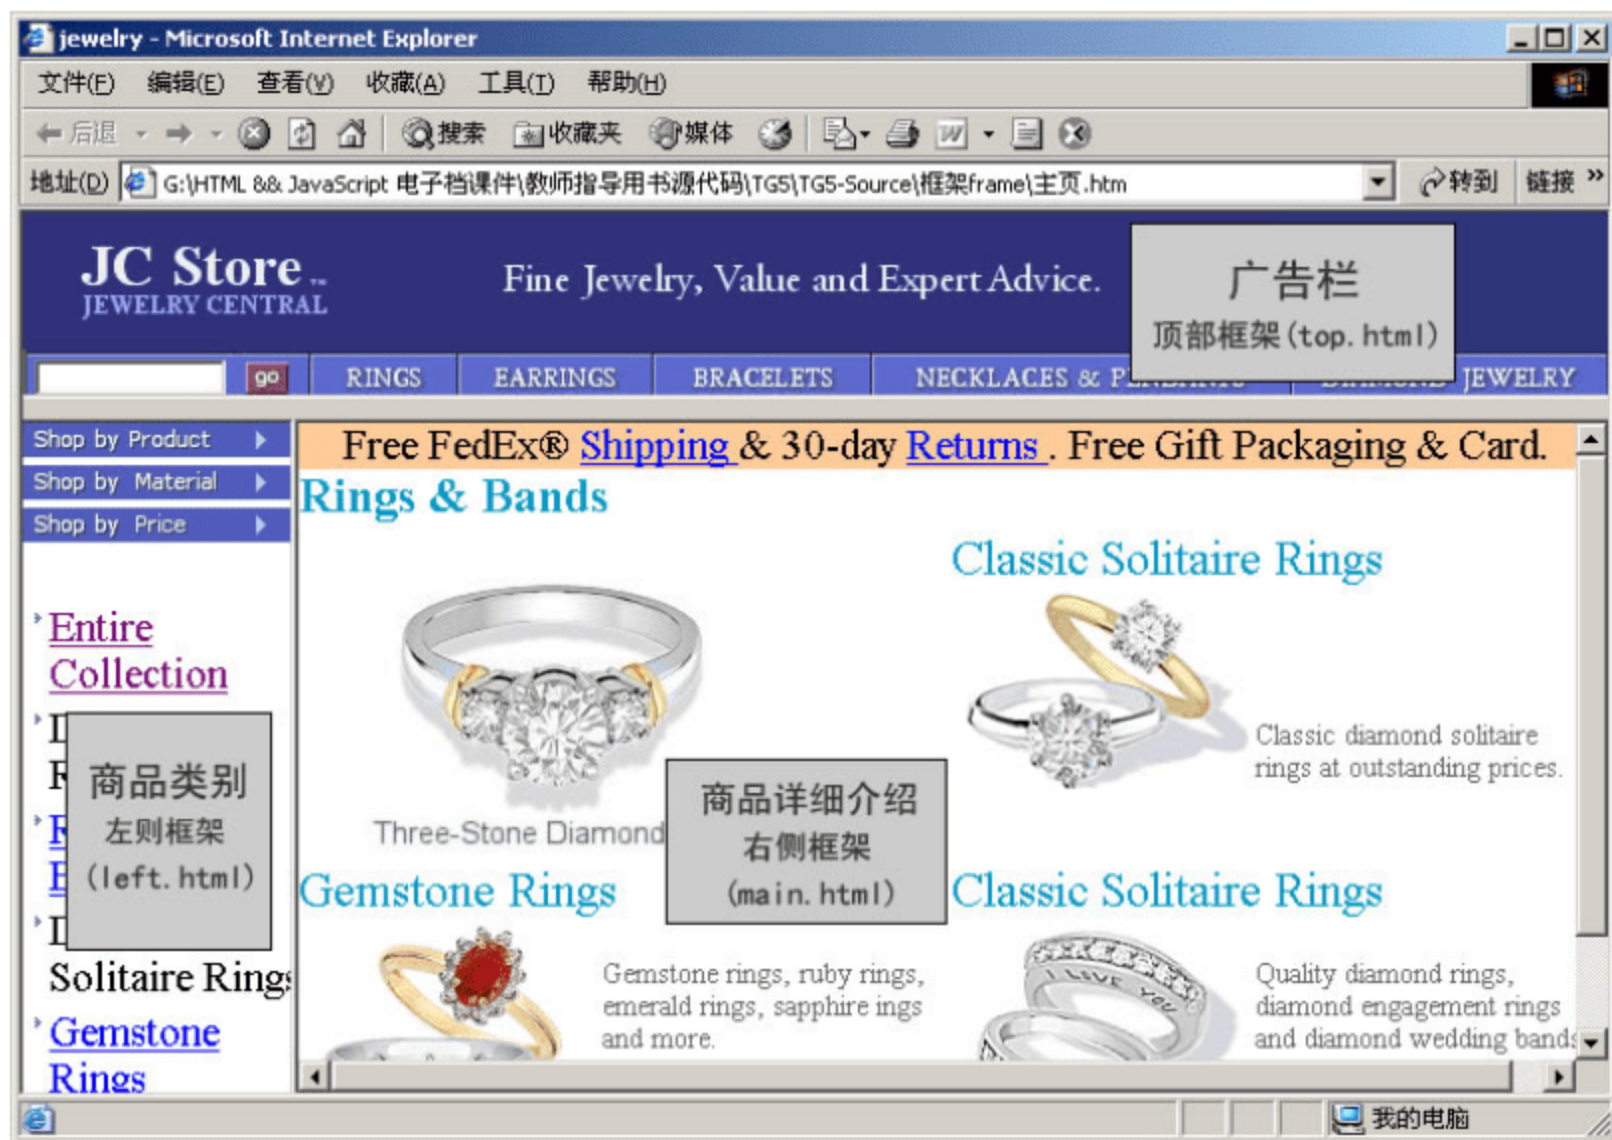 jewelry - Microsoft Internet Explorer
文件(F) 编辑(E) 查看(V) 收藏(A) 工具(T) 帮助(H)
后退 搜索 收藏夹 媒体
地址(D) G:\HTML && JavaScript 电子档课件\教师指导用书源代码\TG5\TG5-Source\框架frame\主页.htm 转到 链接 »
JC Store
JEWELRY CENTRAL
Fine Jewelry, Value and Expert Advice.
广告栏
顶部框架(top.html)
go RINGS EARRINGS BRACELETS NECKLACES & JEWELRY
Shop by Product
Shop by Material
Shop by Price
Entire
Collection
商品类别
左则框架
(left.html)
Solitaire Rings
Gemstone
Rings
Free FedEx® Shipping & 30-day Returns . Free Gift Packaging & Card.
Rings & Bands
Three-Stone Diamond
Classic Solitaire Rings
Classic diamond solitaire
rings at outstanding prices.
商品详细介绍
右侧框架
(main.html)
Gemstone Rings
Gemstone rings, ruby rings,
emerald rings, sapphire ings
and more.
Classic Solitaire Rings
I LIVE YOU
Quality diamond rings,
diamond engagement rings
and diamond wedding bands
我的电脑